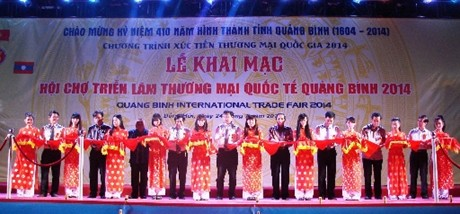 CHÀO MỪNG KỶ NIỆM 410 NĂM HÌNH THÀNH TỈNH QUẢNG BÌNH (1604 - 2014)
CHƯƠNG TRÌNH XÚC TIẾN THƯƠNG MẠI QUỐC GIA 2014
LỄ KHAI MẠC
HỘI CHỢ TRIỂN LÃM THƯƠNG MẠI QUỐC TẾ QUẢNG BÌNH 2014
QUANG BINH INTERNATIONAL TRADE FAIR 2014